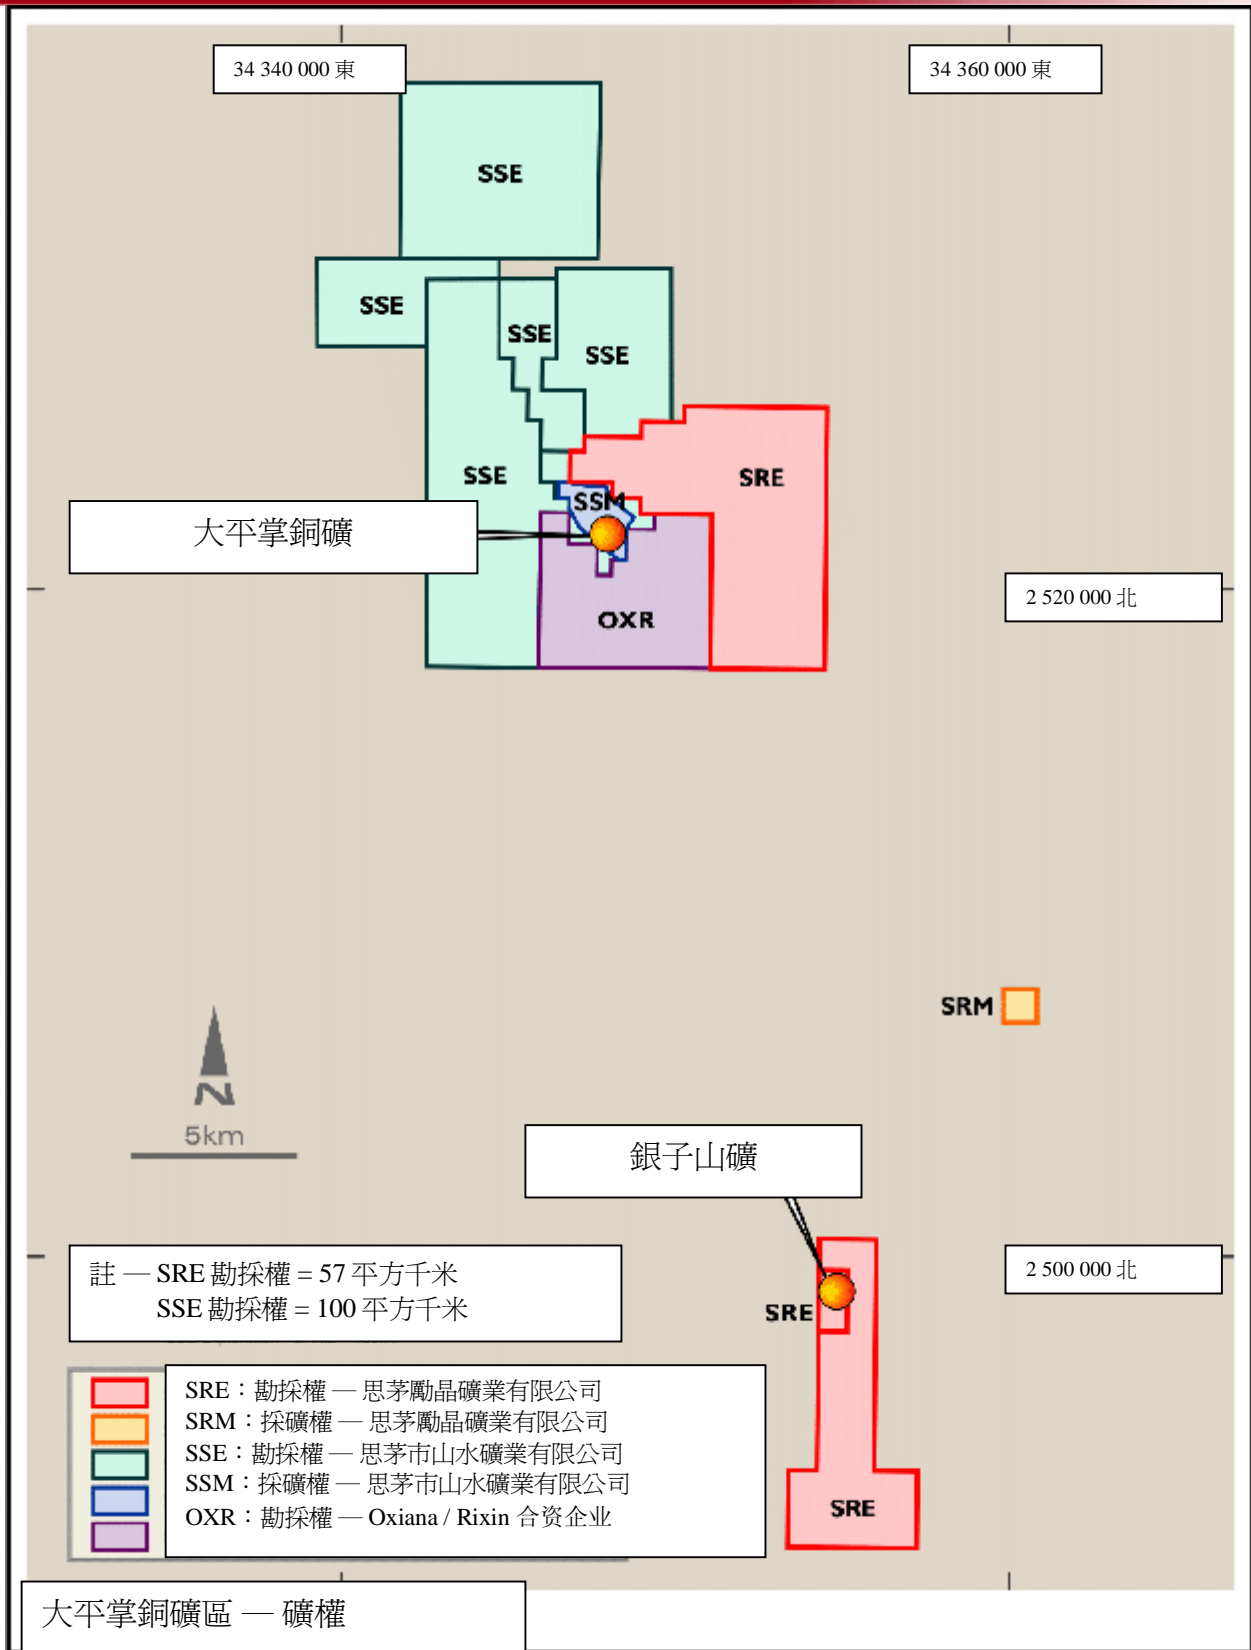 34 340 000 東
34 360 000 東
SSE
SSE
SSE
SSE
SSE
SRE
SSM
大平掌銅礦
2 520 000 北
OXR
SRM
N
5km
銀子山礦
註 — SRE 勘採權 = 57 平方千米
SSE 勘採權 = 100 平方千米
2 500 000 北
SRE
SRE：勘採權 — 思茅勵晶礦業有限公司
SRM：採礦權 — 思茅勵晶礦業有限公司
SSE：勘採權 — 思茅市山水礦業有限公司
SSM：採礦權 — 思茅市山水礦業有限公司
OXR：勘採權 — Oxiana / Rixin 合资企业
SRE
大平掌銅礦區 — 礦權